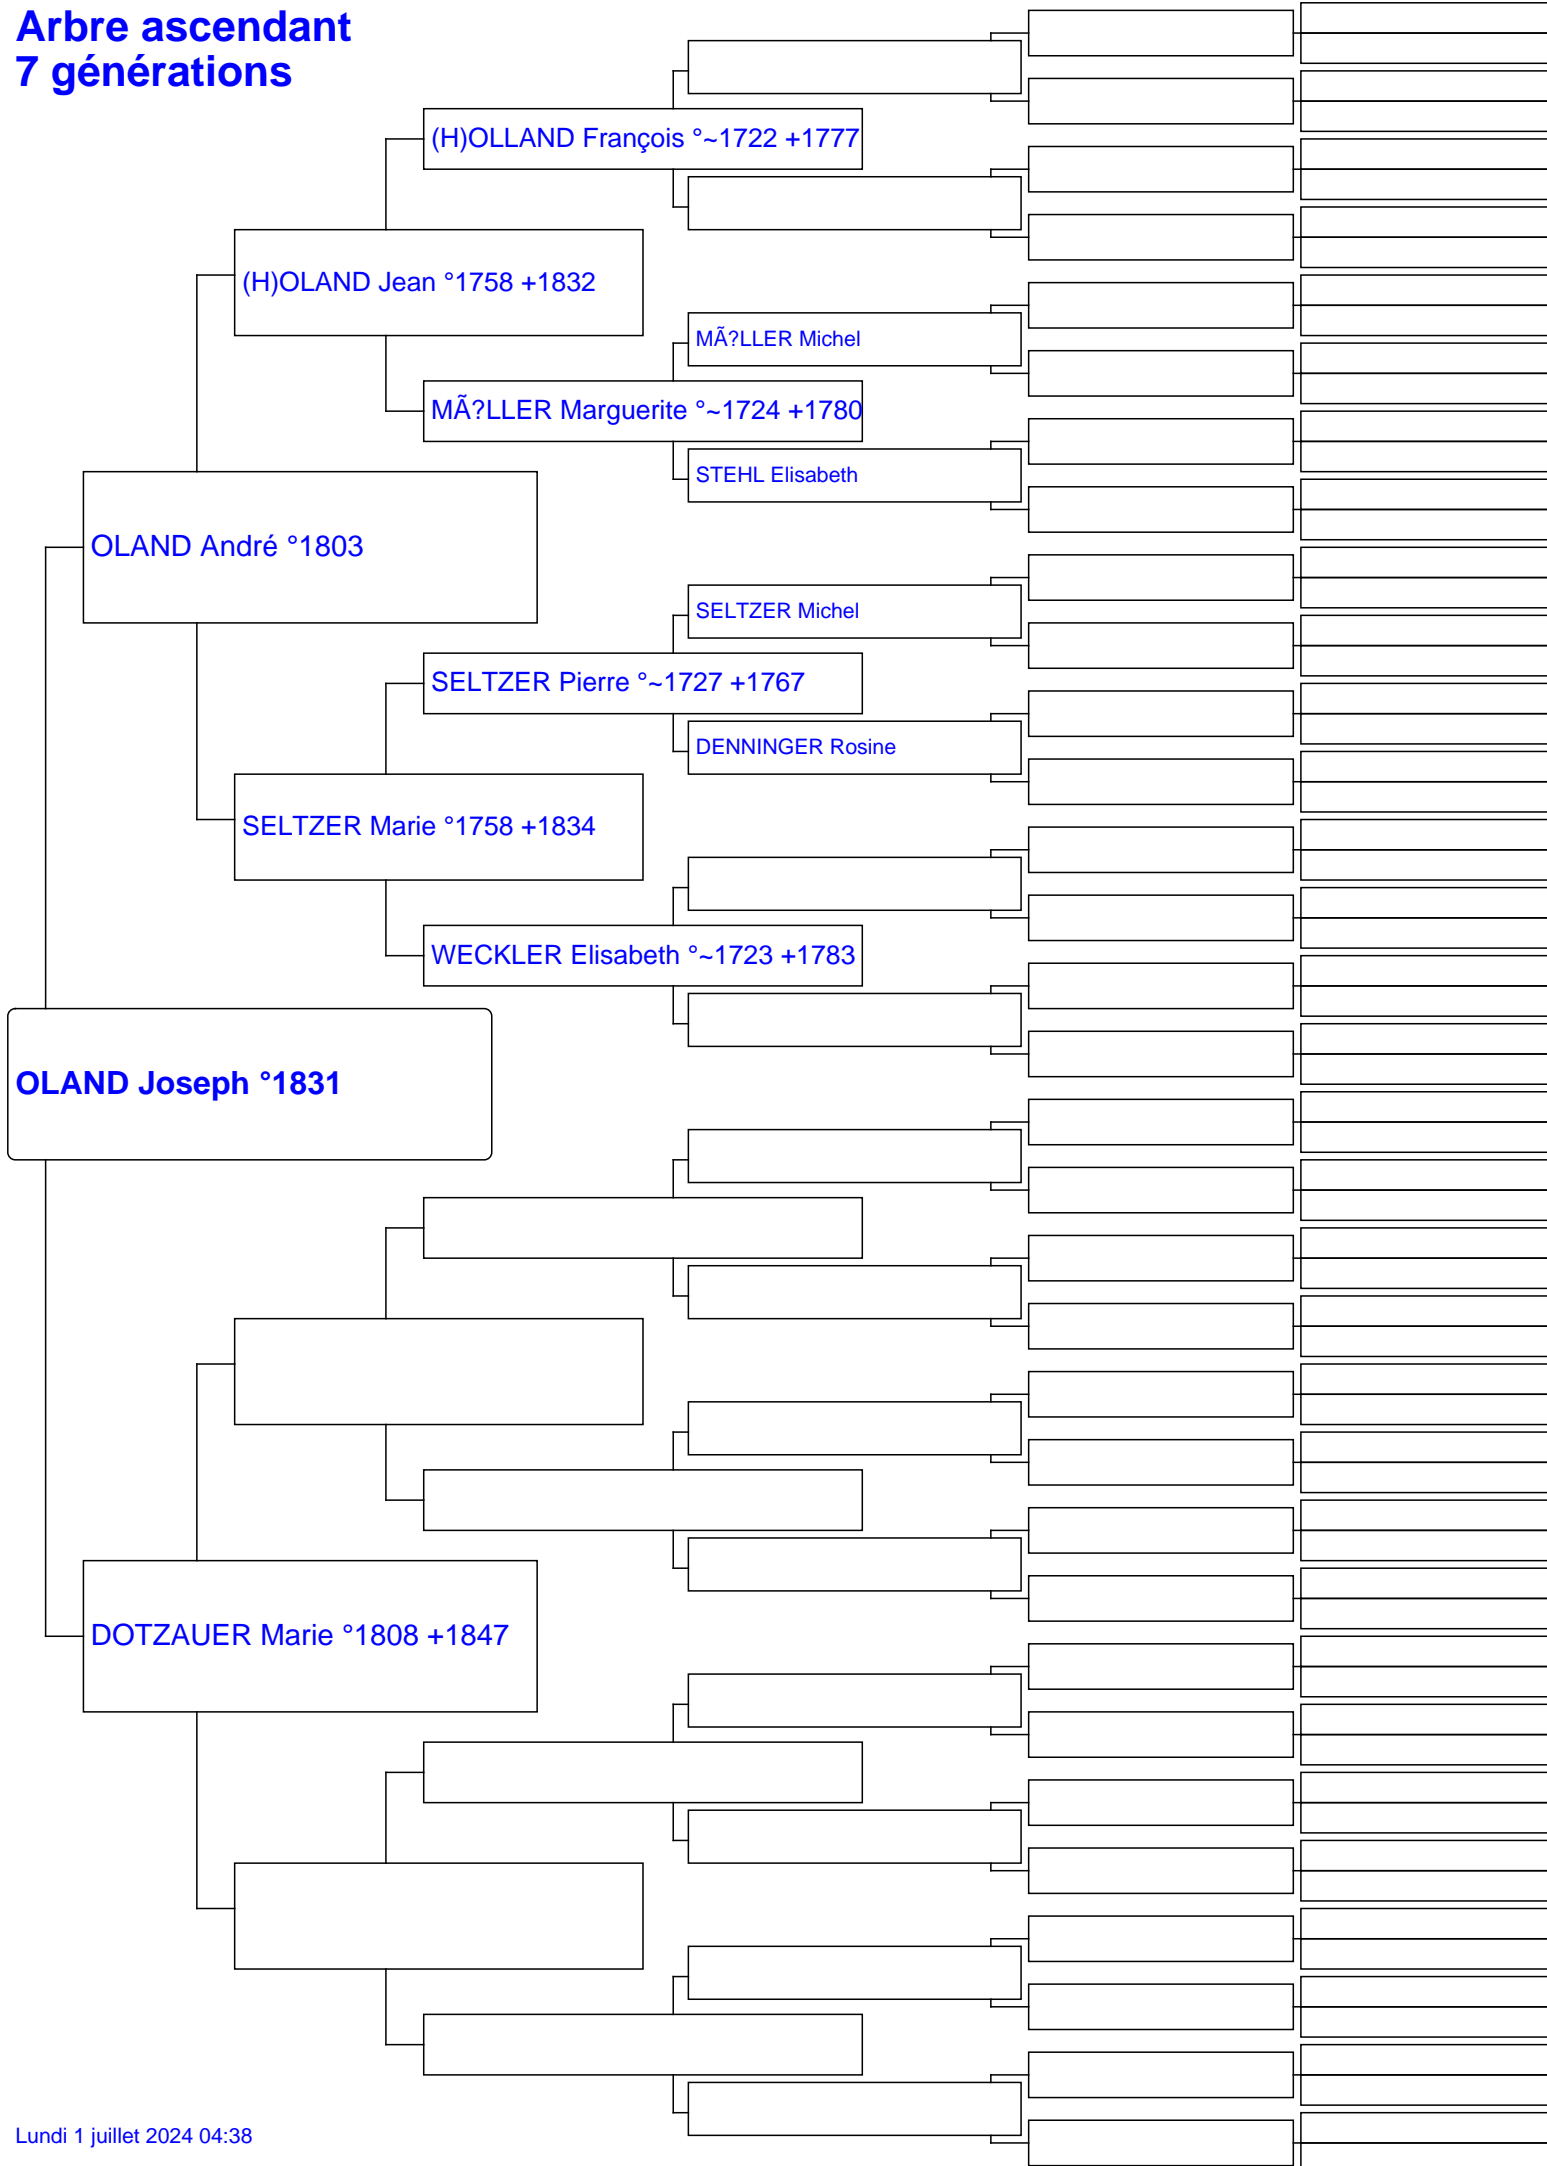 Arbre ascendant
7 générations
(H)OLLAND François °~1722 +1777
(H)OLAND Jean °1758 +1832
MÃ?LLER Michel
MÃ?LLER Marguerite °~1724 +1780
STEHL Elisabeth
OLAND André °1803
SELTZER Michel
SELTZER Pierre °~1727 +1767
DENNINGER Rosine
SELTZER Marie °1758 +1834
WECKLER Elisabeth °~1723 +1783
OLAND Joseph °1831
DOTZAUER Marie °1808 +1847
Lundi 1 juillet 2024 04:38